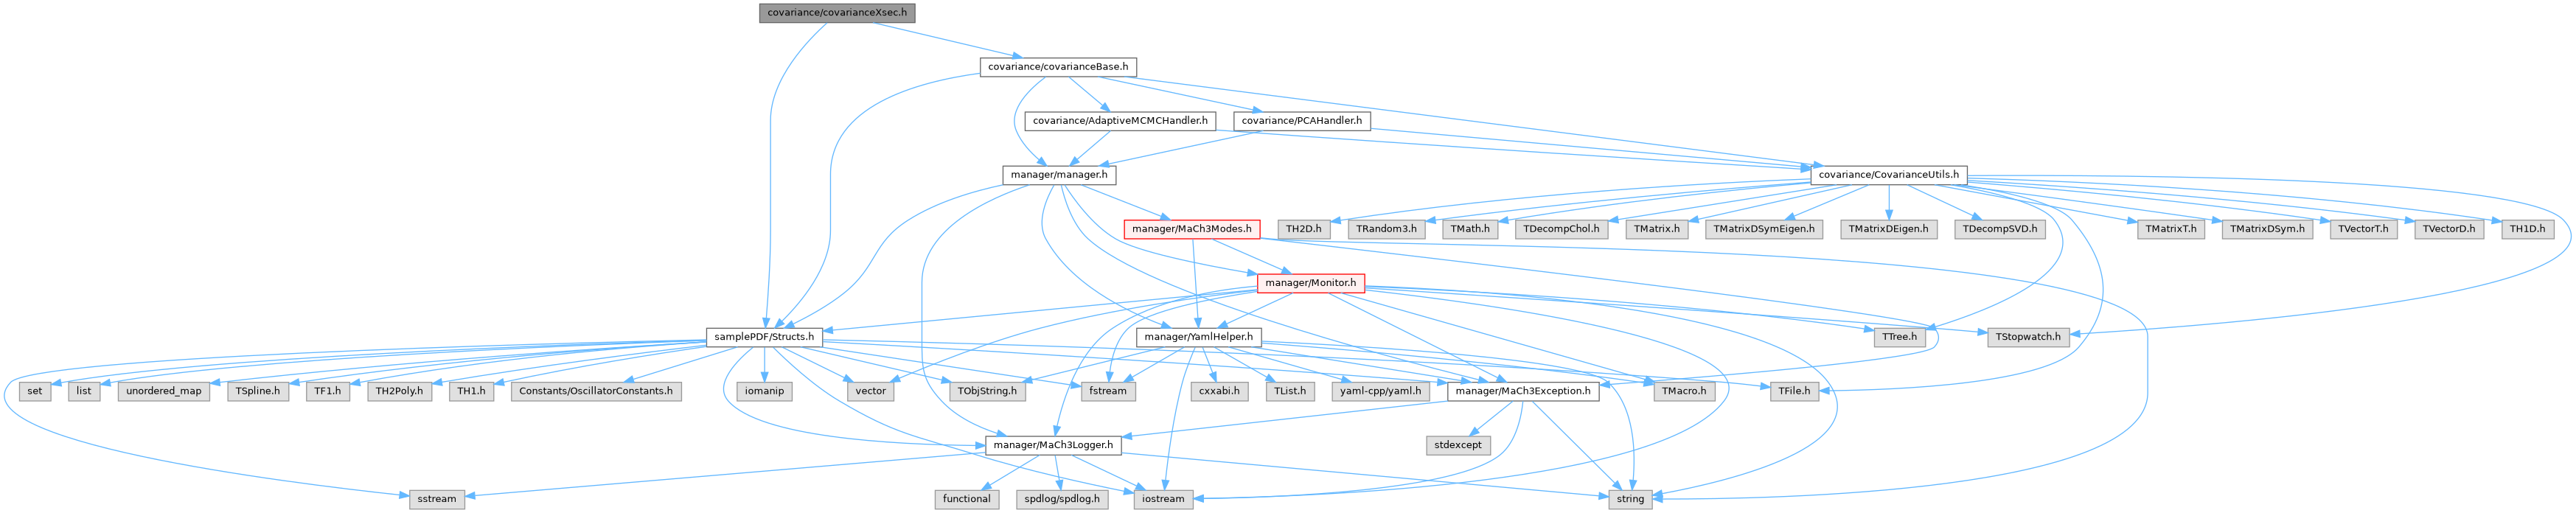 covariance/covarianceXsec.h
covariance/covarianceBase.h
covariance/AdaptiveMCMCHandler.h
covariance/PCAHandler.h
manager/manager.h
covariance/CovarianceUtils.h
manager/MaCh3Modes.h
TH2D.h
TRandom3.h
TMath.h
TDecompChol.h
TMatrix.h
TMatrixDSymEigen.h
TMatrixDEigen.h
TDecompSVD.h
TMatrixT.h
TMatrixDSym.h
TVectorT.h
TVectorD.h
TH1D.h
manager/Monitor.h
samplePDF/Structs.h
manager/YamlHelper.h
TTree.h
TStopwatch.h
set
list
unordered_map
TSpline.h
TF1.h
TH2Poly.h
TH1.h
Constants/OscillatorConstants.h
iomanip
vector
TObjString.h
fstream
cxxabi.h
TList.h
yaml-cpp/yaml.h
manager/MaCh3Exception.h
TMacro.h
TFile.h
manager/MaCh3Logger.h
stdexcept
sstream
functional
spdlog/spdlog.h
iostream
string